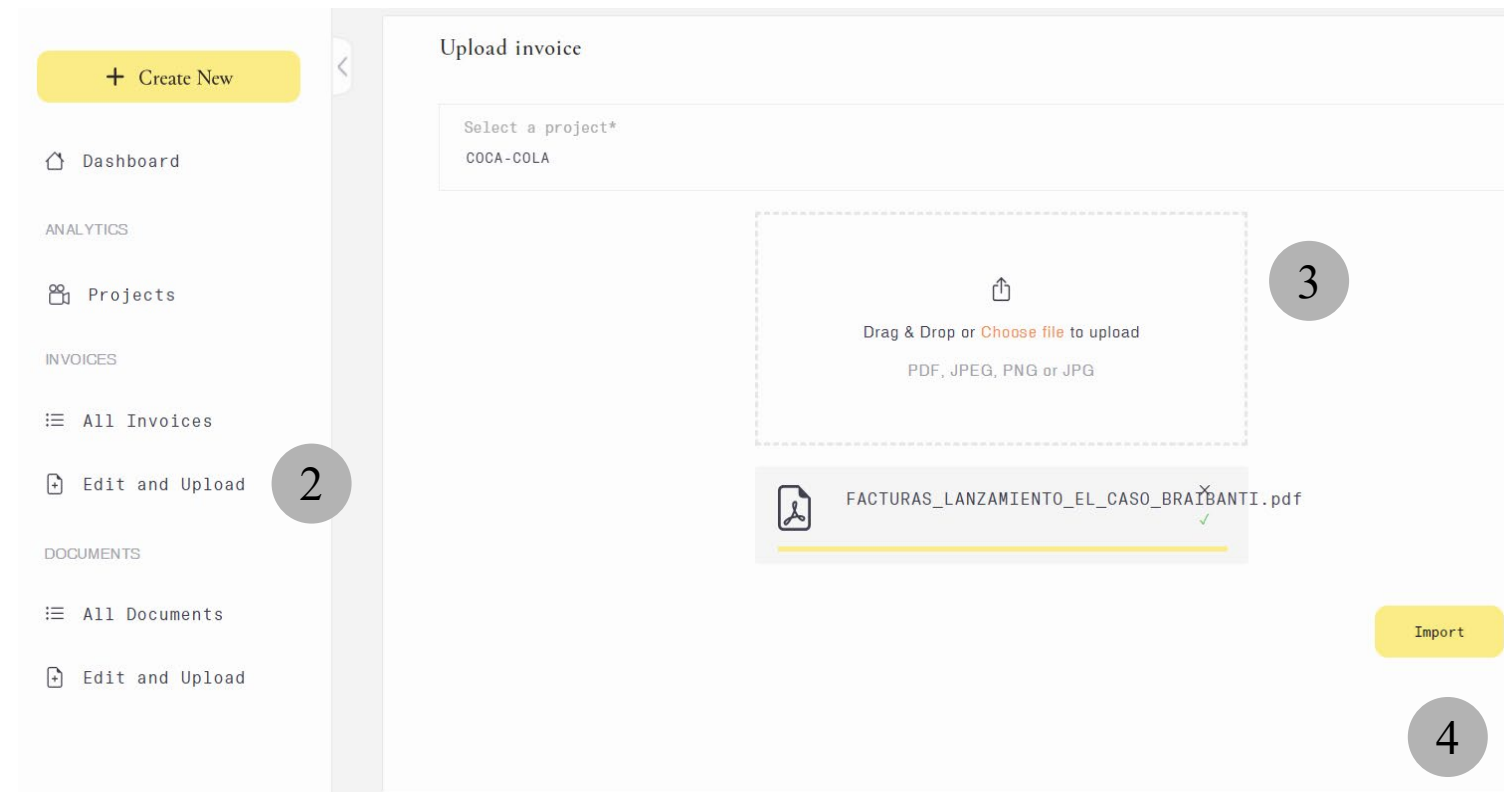 + Create New
Dashboard
ANALYTICS
Projects
INVOICES
All Invoices
Edit and Upload
2
DOCUMENTS
All Documents
Edit and Upload
Upload invoice
Select a project*
COCA-COLA
Drag & Drop or Choose file to upload
PDF, JPEG, PNG or JPG
3
FACTURAS_LANZAMIENTO_EL_CASO_BRAIBANTI.pdf
Import
4